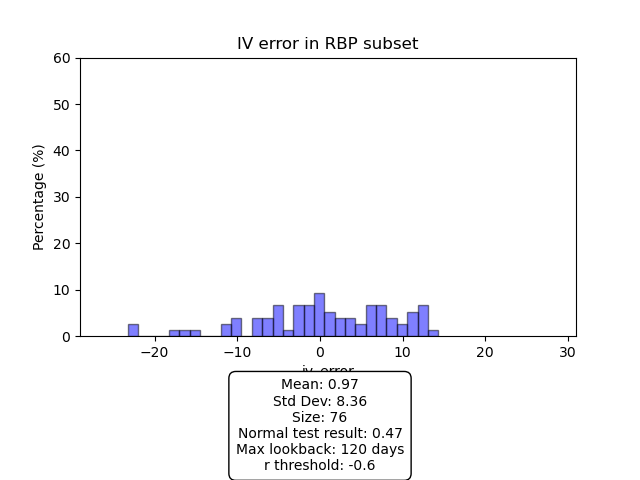 IV error in RBP subset
60
50
40
30
20
10
0
Percentage (%)
−20
−10
0
10
20
30
iv_error
Mean: 0.97
Std Dev: 8.36
Size: 76
Normal test result: 0.47
Max lookback: 120 days
r threshold: -0.6